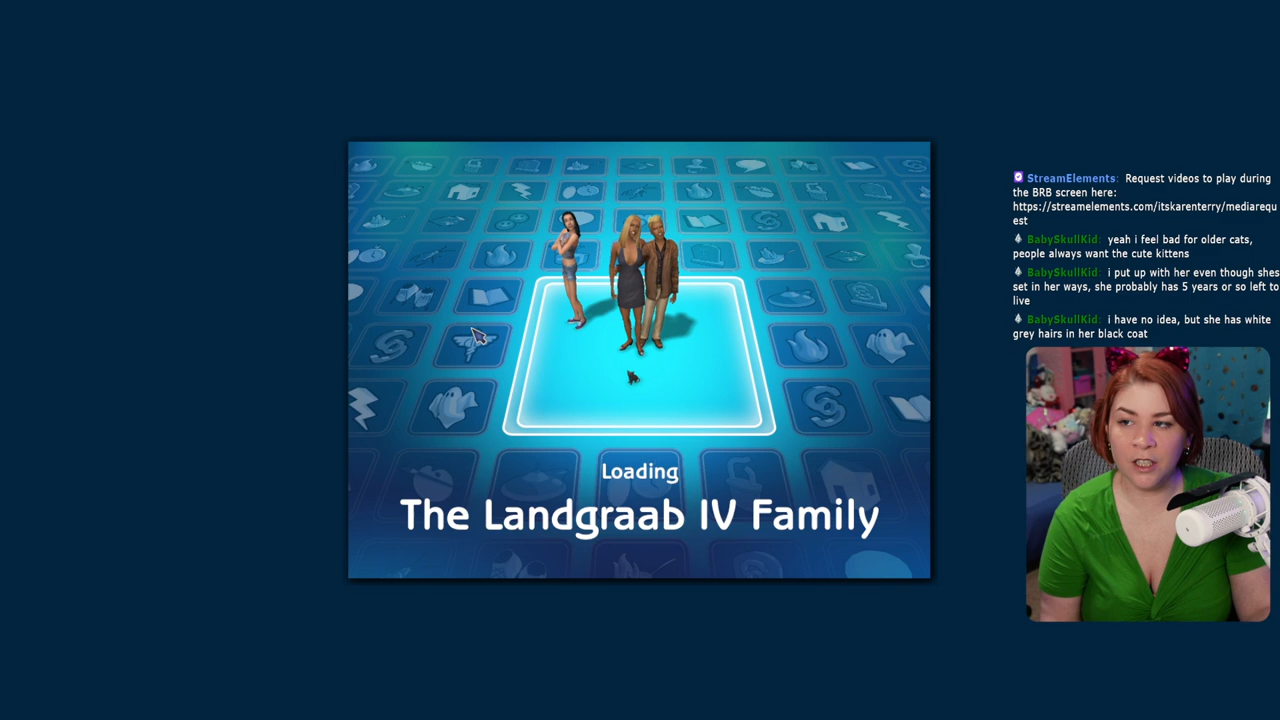 StreamElements: Request videos to play during
the BRB screen here:
https://streamelements.com/itskarenterry/mediarequ
est
BabySkullKid: yeah i feel bad for older cats,
people always want the cute kittens
BabySkullKid: i put up with her even though shes
set in her ways, she probably has 5 years or so left to
live
BabySkullKid: i have no idea, but she has white
grey hairs in her black coat
Loading
The Landgraab IV Family